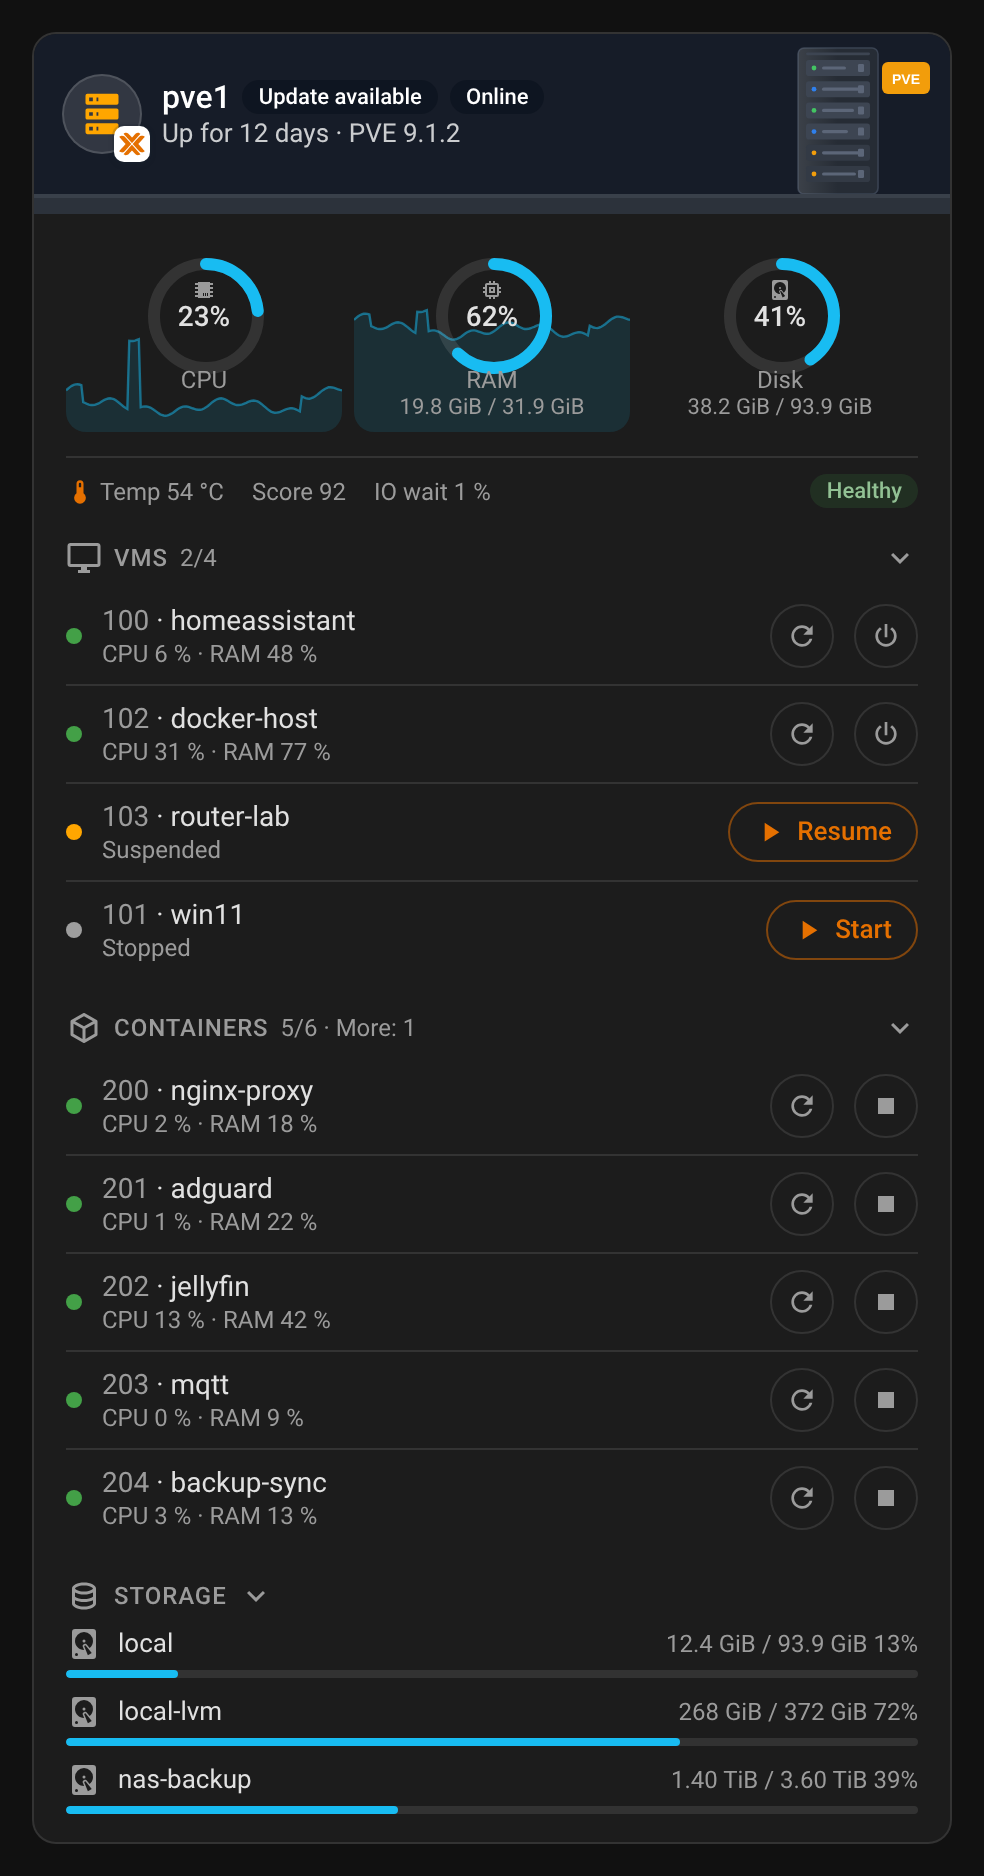 pve1 Update available Online
Up for 12 days · PVE 9.1.2
PVE
23%
CPU
62%
RAM
19.8 GiB / 31.9 GiB
41%
Disk
38.2 GiB / 93.9 GiB
Temp 54 °C Score 92 IO wait 1 % Healthy
VMS 2/4
100 · homeassistant
CPU 6 % · RAM 48 %
102 · docker-host
CPU 31 % · RAM 77 %
103 · router-lab
Suspended
Resume
101 · win11
Stopped
Start
CONTAINERS 5/6 · More: 1
200 · nginx-proxy
CPU 2 % · RAM 18 %
201 · adguard
CPU 1 % · RAM 22 %
202 · jellyfin
CPU 13 % · RAM 42 %
203 · mqtt
CPU 0 % · RAM 9 %
204 · backup-sync
CPU 3 % · RAM 13 %
STORAGE
local 12.4 GiB / 93.9 GiB 13%
local-lvm 268 GiB / 372 GiB 72%
nas-backup 1.40 TiB / 3.60 TiB 39%